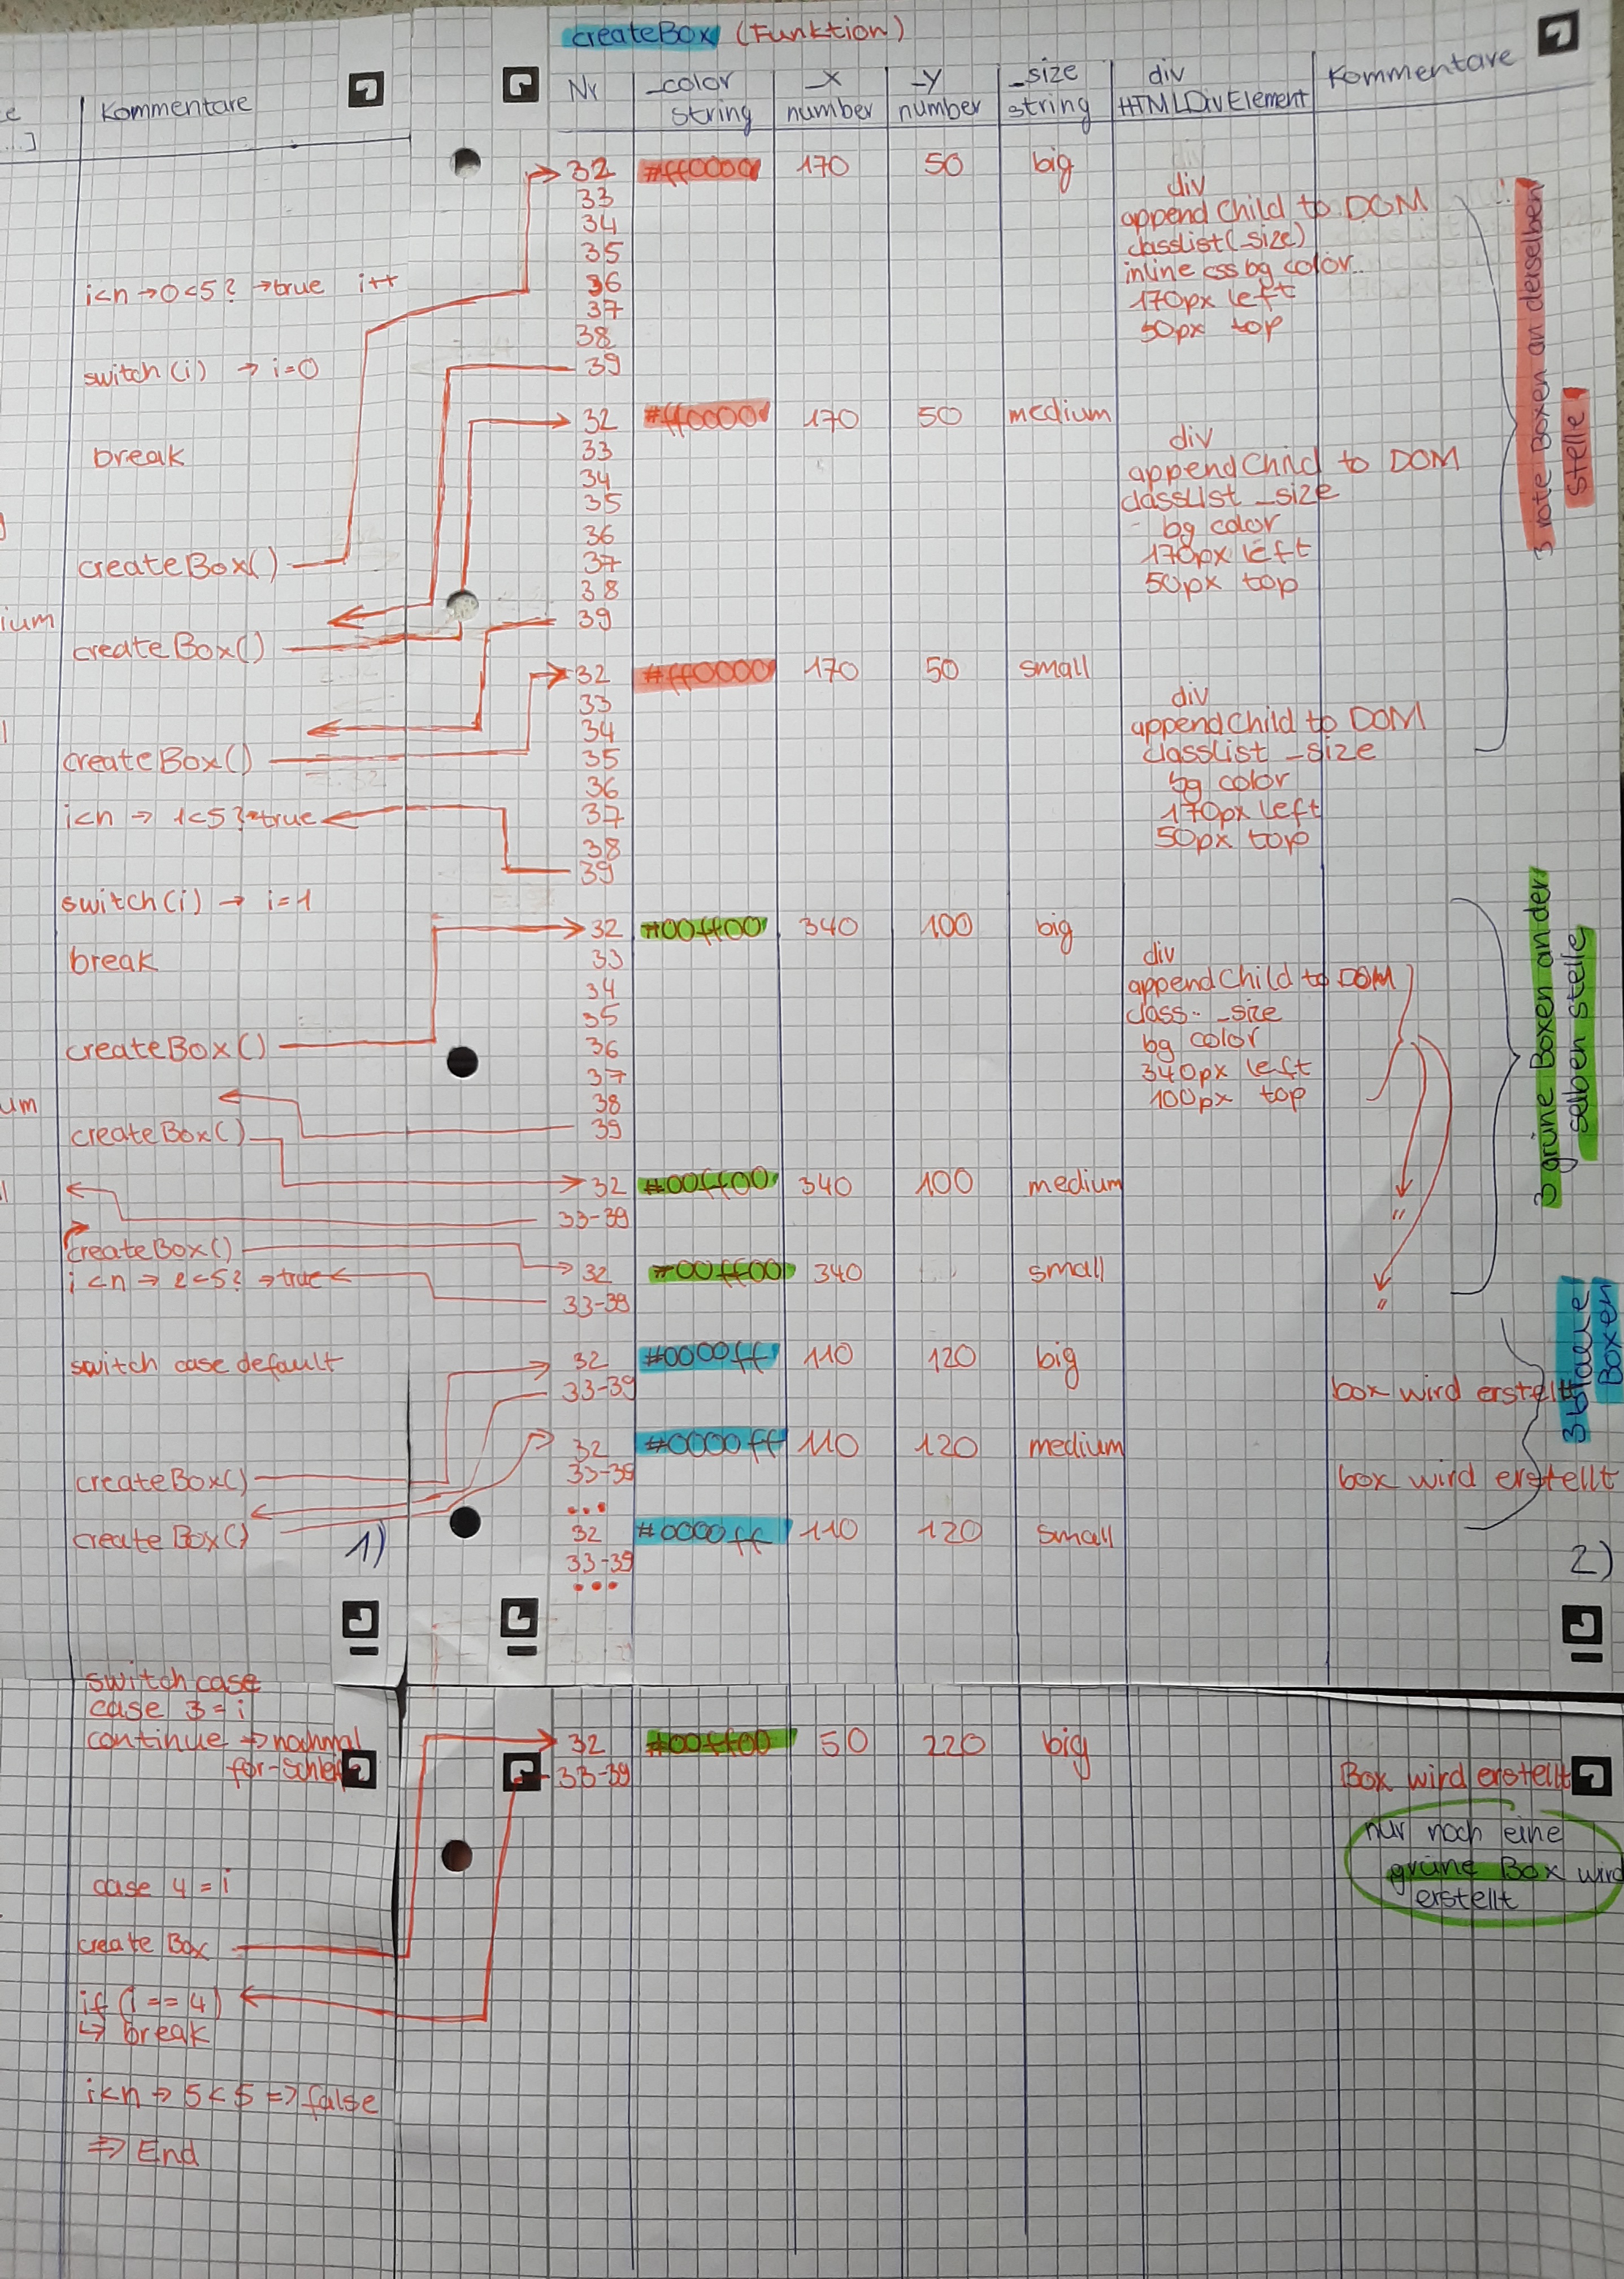 createBox (Funktion)
e
...]
Kommentare
Nr
_color
string
_x
number
_y
number
_size
string
div
HTMLDivElement
Kommentare
i<n → 0<5? → true i++
switch(i) → i=0
break
createBox()
ium
createBox()
createBox()
i<n → 1<5? → true
switch(i) → i=1
break
createBox()
um
createBox()
createBox()
i<n → 2<5? → true
switch case default
createBox()
createBox()
1)
32 #ff0000 170 50 big
33
34
35
36
37
38
39
div
append Child to DOM
classlist(_size)
inline css bg color
170px left
50px top
32 #ff0000 170 50 medium
33
34
35
36
37
38
39
div
appendChild to DOM
classList _size
bg color
170px left
50px top
32 #ff0000 170 50 small
33
34
35
36
37
38
39
div
appendChild to DOM
classlist _size
bg color
170px left
50px top
3 rote Boxen an derselben
stelle
32 #00ff00 340 100 big
33
34
35
36
37
38
39
div
appendChild to DOM
class.. _size
bg color
340px left
100px top
32 #00ff00 340 100 medium
33-39
"
32 #00ff00 340 small
33-39
"
3 grüne Boxen an der
selben stelle
32 #0000ff 110 120 big
33-39
box wird erstellt
32 #0000ff 110 120 medium
33-39
box wird erstellt
...
32 #0000ff 110 120 small
33-39
...
3 blaue
Boxen
2)
switch case
case 3 = i
continue → nochmal
for-Schleife
case 4 = i
create Box
if (i == 4)
↳ break
i<n → 5<5 => false
=> End
32 #00ff00 50 220 big
33-39
Box wird erstellt
nur noch eine
grüne Box wird
erstellt